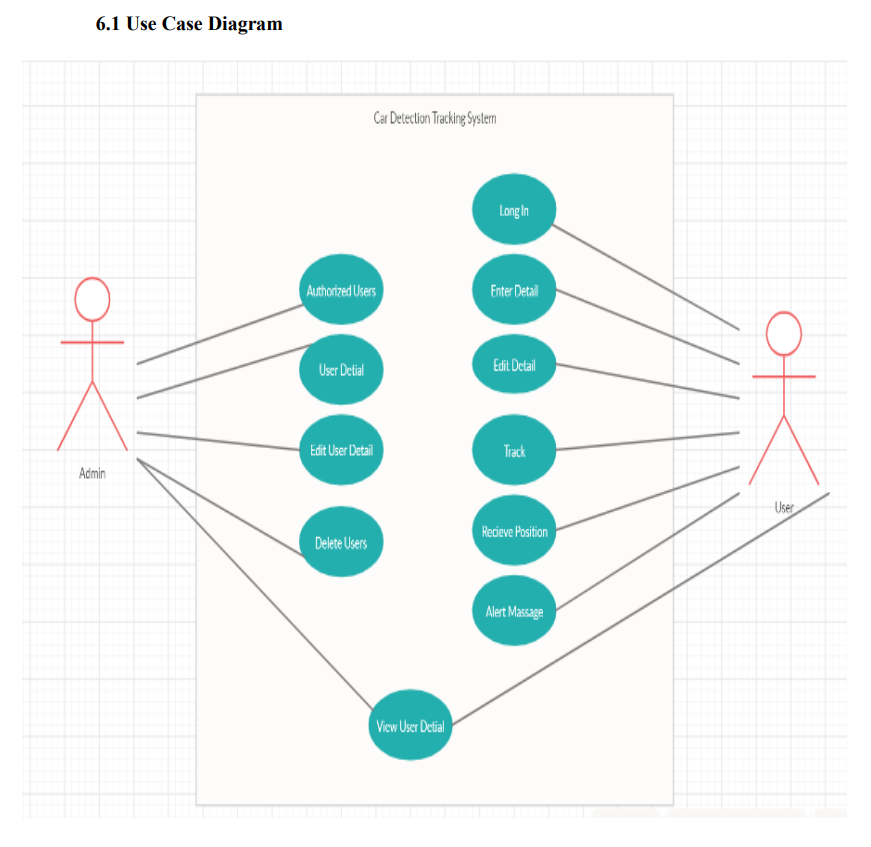 6.1 Use Case Diagram
Car Detection Tracking System
Long In
Authorized Users
Enter Detail
User Detial
Edit Detail
Edit User Detail
Track
Admin
User
Recieve Position
Delete Users
Alert Massage
View User Detial